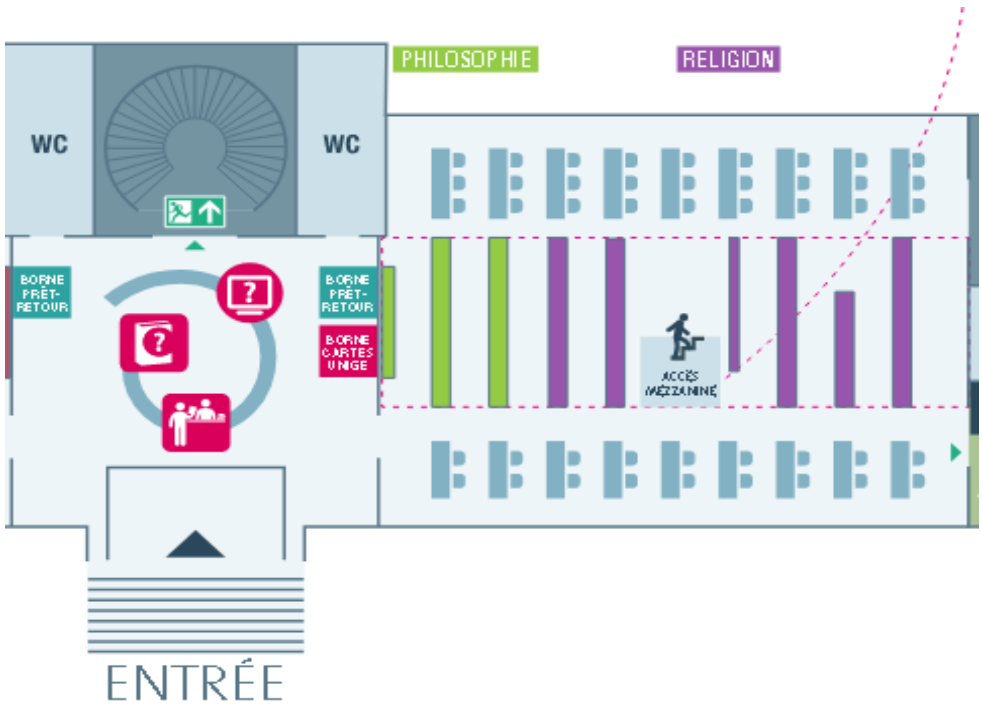 PHILOSOPHIE
RELIGION
WC
WC
BORNE
PRÊT-
RETOUR
?
?
BORNE
PRÊT-
RETOUR
BORNE
CARTES
UNIGE
ACCÈS
MEZZANINE
ENTRÉE